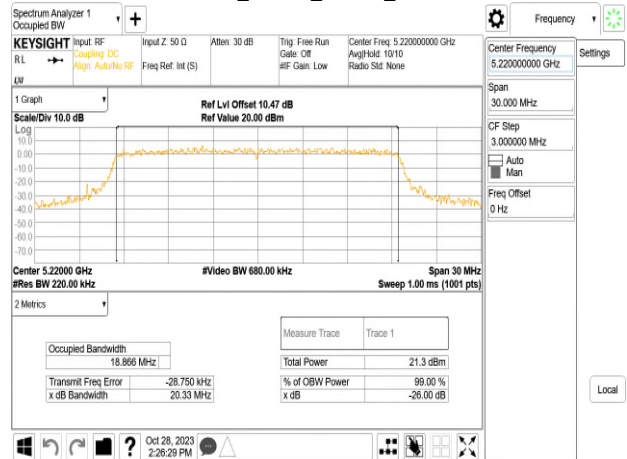 Spectrum Analyzer 1
Occupied BW
Frequency
KEYSIGHT
R L
Input: RF
Coupling: DC
Align: Auto/No RF
Input Z: 50 Ω
Freq Ref: Int (S)
Atten: 30 dB
Trig: Free Run
Gate: Off
#IF Gain: Low
Center Freq: 5.220000000 GHz
Avg|Hold: 10/10
Radio Std: None
Center Frequency
5.220000000 GHz
Settings
Span
30.000 MHz
CF Step
3.000000 MHz
Auto
Man
Freq Offset
0 Hz
1 Graph
Scale/Div 10.0 dB
Ref Lvl Offset 10.47 dB
Ref Value 20.00 dBm
Log
10.0
0.00
-10.0
-20.0
-30.0
-40.0
-50.0
-60.0
-70.0
Center 5.22000 GHz
#Res BW 220.00 kHz
#Video BW 680.00 kHz
Span 30 MHz
Sweep 1.00 ms (1001 pts)
2 Metrics
Measure Trace Trace 1
Occupied Bandwidth
18.866 MHz
Total Power 21.3 dBm
Transmit Freq Error -28.750 kHz
% of OBW Power 99.00 %
x dB Bandwidth 20.33 MHz
x dB -26.00 dB
Local
Oct 28, 2023
2:26:29 PM